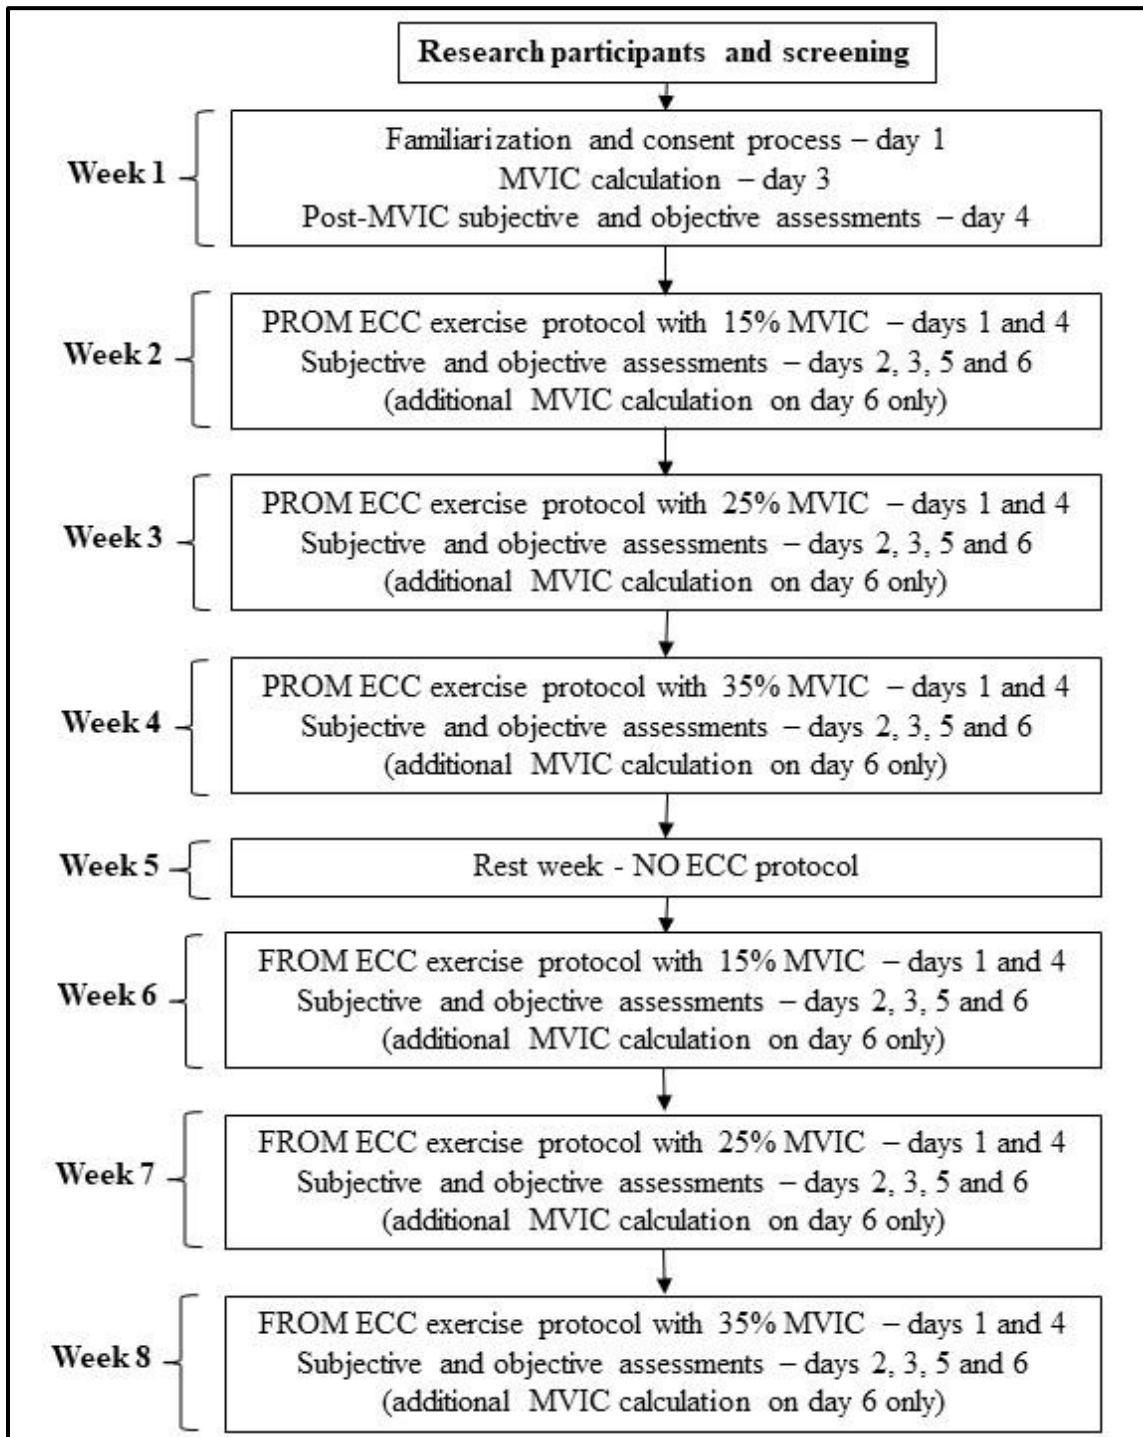 Research participants and screening
Week 1
Familiarization and consent process – day 1
MVIC calculation – day 3
Post-MVIC subjective and objective assessments – day 4
Week 2
PROM ECC exercise protocol with 15% MVIC – days 1 and 4
Subjective and objective assessments – days 2, 3, 5 and 6
(additional MVIC calculation on day 6 only)
Week 3
PROM ECC exercise protocol with 25% MVIC – days 1 and 4
Subjective and objective assessments – days 2, 3, 5 and 6
(additional MVIC calculation on day 6 only)
Week 4
PROM ECC exercise protocol with 35% MVIC – days 1 and 4
Subjective and objective assessments – days 2, 3, 5 and 6
(additional MVIC calculation on day 6 only)
Week 5
Rest week - NO ECC protocol
Week 6
FROM ECC exercise protocol with 15% MVIC – days 1 and 4
Subjective and objective assessments – days 2, 3, 5 and 6
(additional MVIC calculation on day 6 only)
Week 7
FROM ECC exercise protocol with 25% MVIC – days 1 and 4
Subjective and objective assessments – days 2, 3, 5 and 6
(additional MVIC calculation on day 6 only)
Week 8
FROM ECC exercise protocol with 35% MVIC – days 1 and 4
Subjective and objective assessments – days 2, 3, 5 and 6
(additional MVIC calculation on day 6 only)